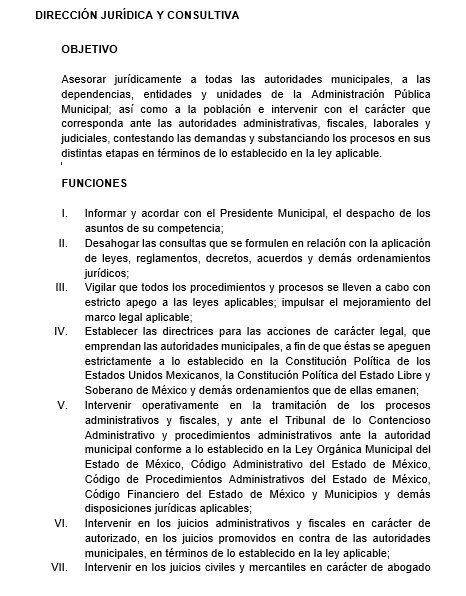 DIRECCIÓN JURÍDICA Y CONSULTIVA
OBJETIVO
Asesorar jurídicamente a todas las autoridades municipales, a las
dependencias, entidades y unidades de la Administración Pública
Municipal; así como a la población e intervenir con el carácter que
corresponda ante las autoridades administrativas, fiscales, laborales y
judiciales, contestando las demandas y substanciando los procesos en sus
distintas etapas en términos de lo establecido en la ley aplicable.
FUNCIONES
I. Informar y acordar con el Presidente Municipal, el despacho de los
asuntos de su competencia;
II. Desahogar las consultas que se formulen en relación con la aplicación
de leyes, reglamentos, decretos, acuerdos y demás ordenamientos
jurídicos;
III. Vigilar que todos los procedimientos y procesos se lleven a cabo con
estricto apego a las leyes aplicables; impulsar el mejoramiento del
marco legal aplicable;
IV. Establecer las directrices para las acciones de carácter legal, que
emprendan las autoridades municipales, a fin de que éstas se apeguen
estrictamente a lo establecido en la Constitución Política de los
Estados Unidos Mexicanos, la Constitución Política del Estado Libre y
Soberano de México y demás ordenamientos que de ellas emanen;
V. Intervenir operativamente en la tramitación de los procesos
administrativos y fiscales, y ante el Tribunal de lo Contencioso
Administrativo y procedimientos administrativos ante la autoridad
municipal conforme a lo establecido en la Ley Orgánica Municipal del
Estado de México, Código Administrativo del Estado de México,
Código de Procedimientos Administrativos del Estado de México,
Código Financiero del Estado de México y Municipios y demás
disposiciones jurídicas aplicables;
VI. Intervenir en los juicios administrativos y fiscales en carácter de
autorizado, en los juicios promovidos en contra de las autoridades
municipales, en términos de lo establecido en la ley aplicable;
VII. Intervenir en los juicios civiles y mercantiles en carácter de abogado